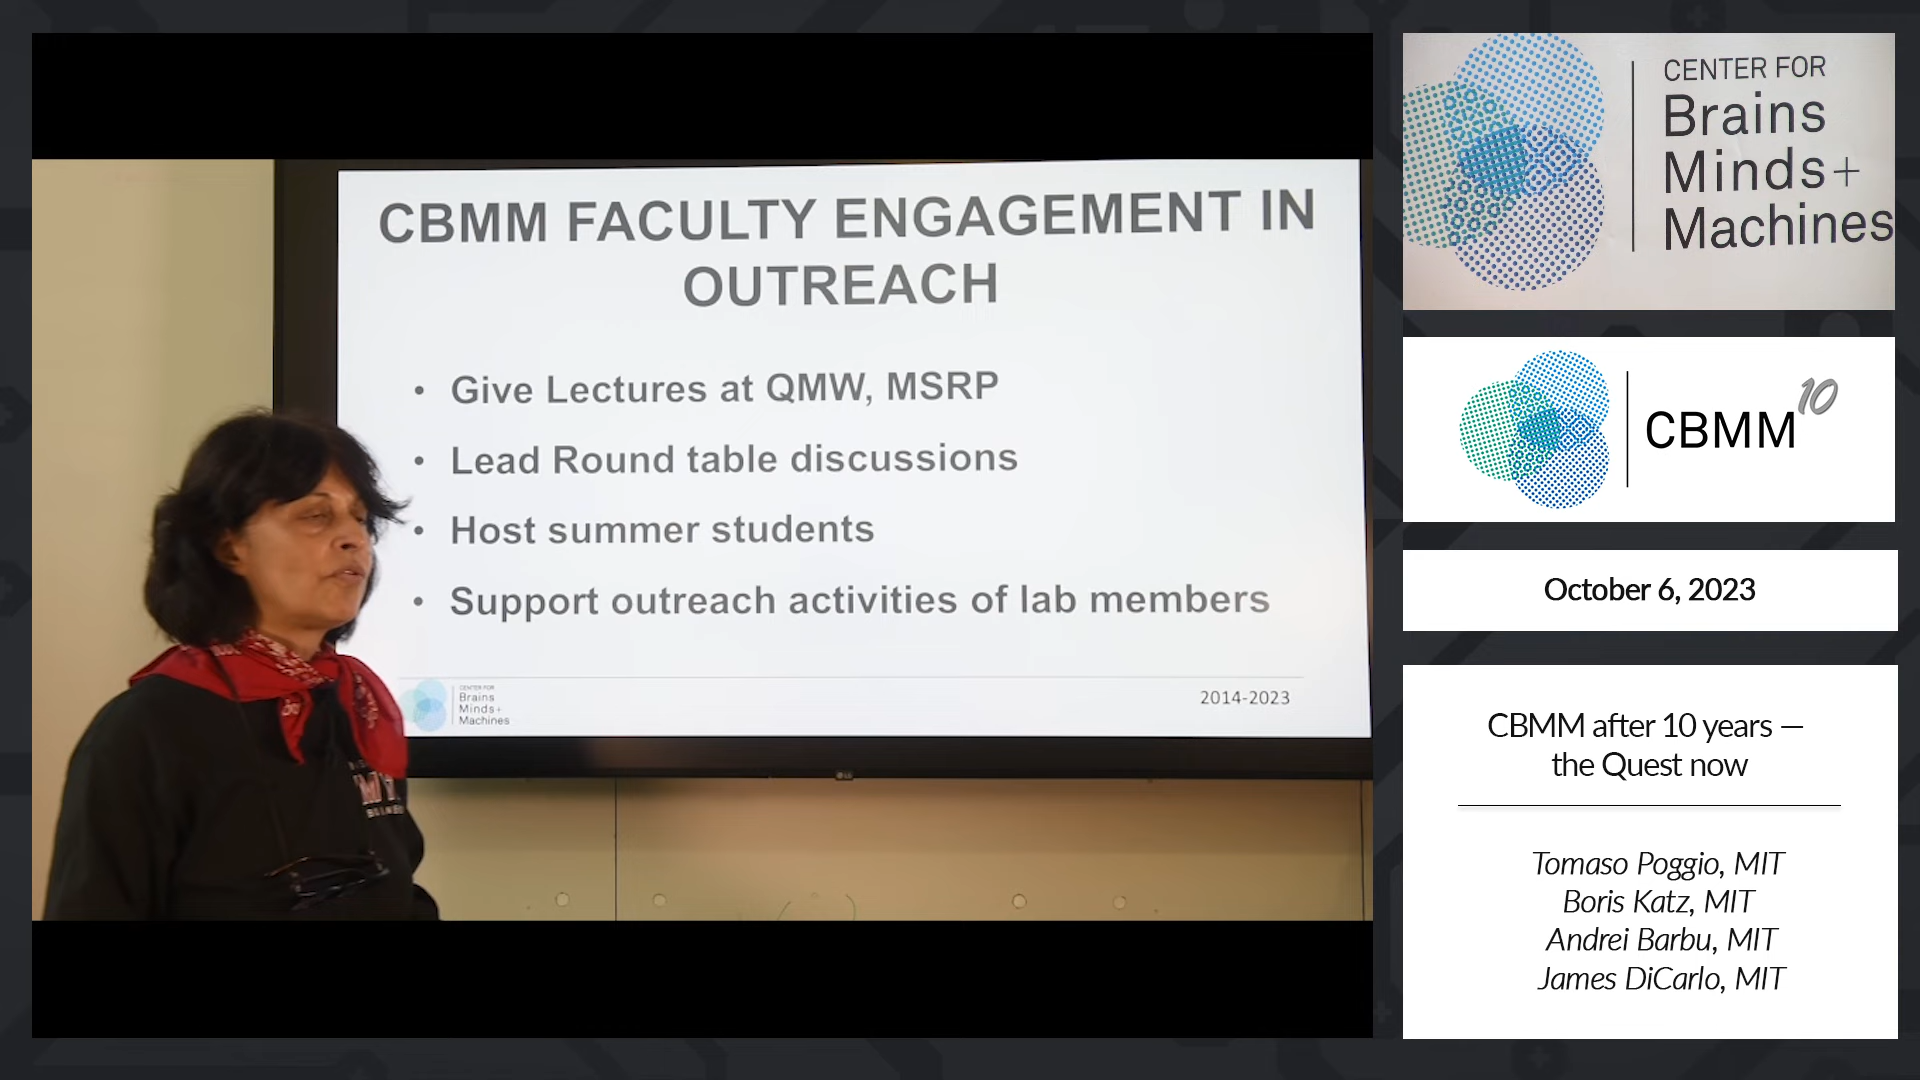 CBMM FACULTY ENGAGEMENT IN
OUTREACH
• Give Lectures at QMW, MSRP
• Lead Round table discussions
• Host summer students
• Support outreach activities of lab members
CENTER FOR
Brains
Minds+
Machines
2014-2023
LG
CENTER FOR
Brains
Minds+
Machines
CBMM10
October 6, 2023
CBMM after 10 years —
the Quest now
Tomaso Poggio, MIT
Boris Katz, MIT
Andrei Barbu, MIT
James DiCarlo, MIT